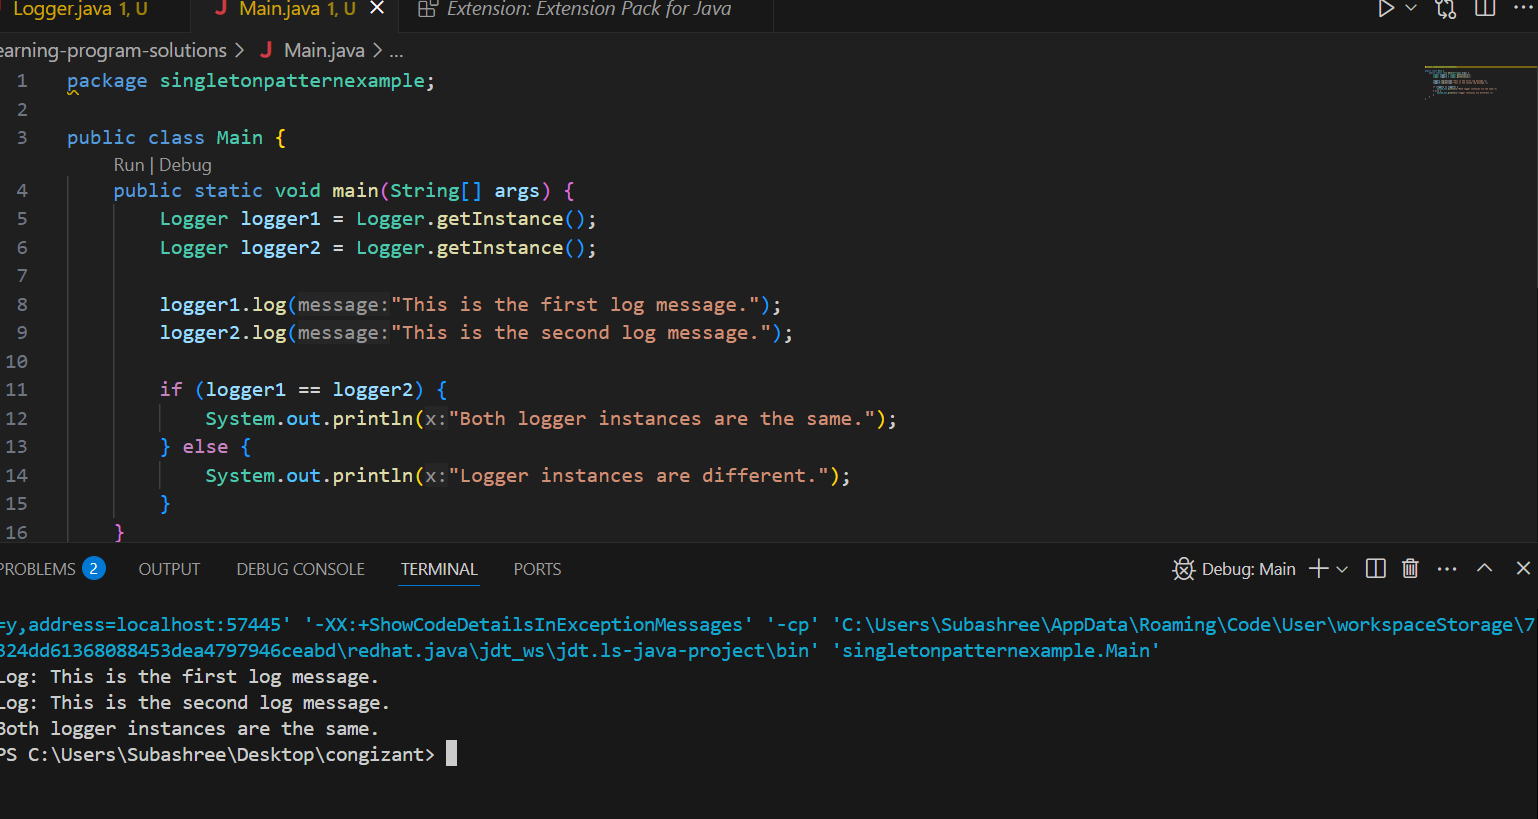 Logger.java 1, U
Main.java 1, U
Extension: Extension Pack for Java
earning-program-solutions > Main.java > ...
1 package singletonpatternexample;
2
3 public class Main {
Run | Debug
4 public static void main(String[] args) {
5 Logger logger1 = Logger.getInstance();
6 Logger logger2 = Logger.getInstance();
7
8 logger1.log(message:"This is the first log message.");
9 logger2.log(message:"This is the second log message.");
10
11 if (logger1 == logger2) {
12 System.out.println(x:"Both logger instances are the same.");
13 } else {
14 System.out.println(x:"Logger instances are different.");
15 }
16 }
PROBLEMS 2 OUTPUT DEBUG CONSOLE TERMINAL PORTS Debug: Main
=y,address=localhost:57445' '-XX:+ShowCodeDetailsInExceptionMessages' '-cp' 'C:\Users\Subashree\AppData\Roaming\Code\User\workspaceStorage\7
324dd61368088453dea4797946ceabd\redhat.java\jdt_ws\jdt.ls-java-project\bin' 'singletonpatternexample.Main'
Log: This is the first log message.
Log: This is the second log message.
Both logger instances are the same.
PS C:\Users\Subashree\Desktop\congizant>